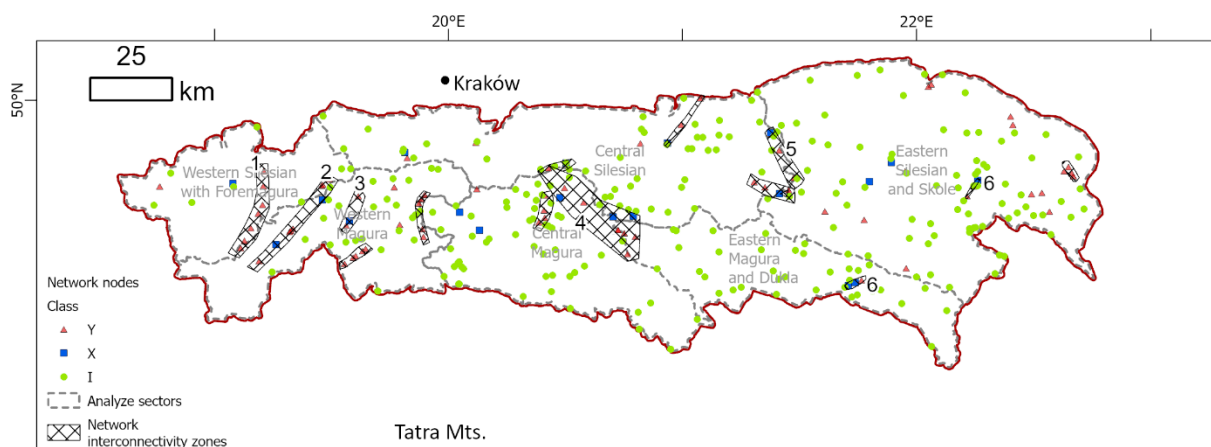 20°E
22°E
50°N
25
km
Kraków
1
Western Silesian
with Foremagura
2
3
Western
Magura
Central
Silesian
4
Central
Magura
5
Eastern
Silesian
and Skole
6
Eastern
Magura
and Dukla
6
Network nodes
Class
Y
X
I
Analyze sectors
Network
interconnectivity zones
Tatra Mts.